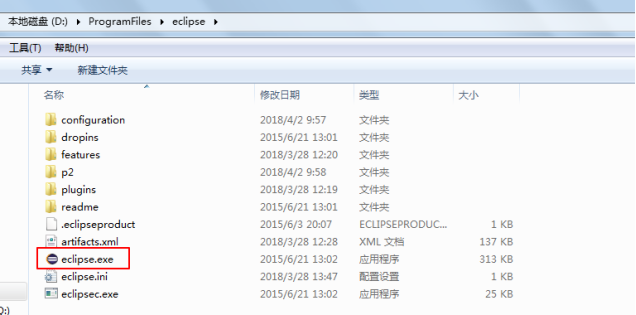 本地磁盘 (D:) ▸ ProgramFiles ▸ eclipse ▸
工具(T) 帮助(H)
共享 ▼ 新建文件夹
名称 修改日期 类型 大小
configuration 2018/4/2 9:57 文件夹
dropins 2015/6/21 13:01 文件夹
features 2018/3/28 12:20 文件夹
p2 2018/4/2 9:58 文件夹
plugins 2018/3/28 12:19 文件夹
readme 2015/6/21 13:01 文件夹
.eclipseproduct 2015/6/3 20:07 ECLIPSEPRODUC... 1 KB
artifacts.xml 2018/3/28 12:28 XML 文档 137 KB
eclipse.exe 2015/6/21 13:02 应用程序 313 KB
eclipse.ini 2018/3/28 13:47 配置设置 1 KB
eclipsec.exe 2015/6/21 13:02 应用程序 25 KB